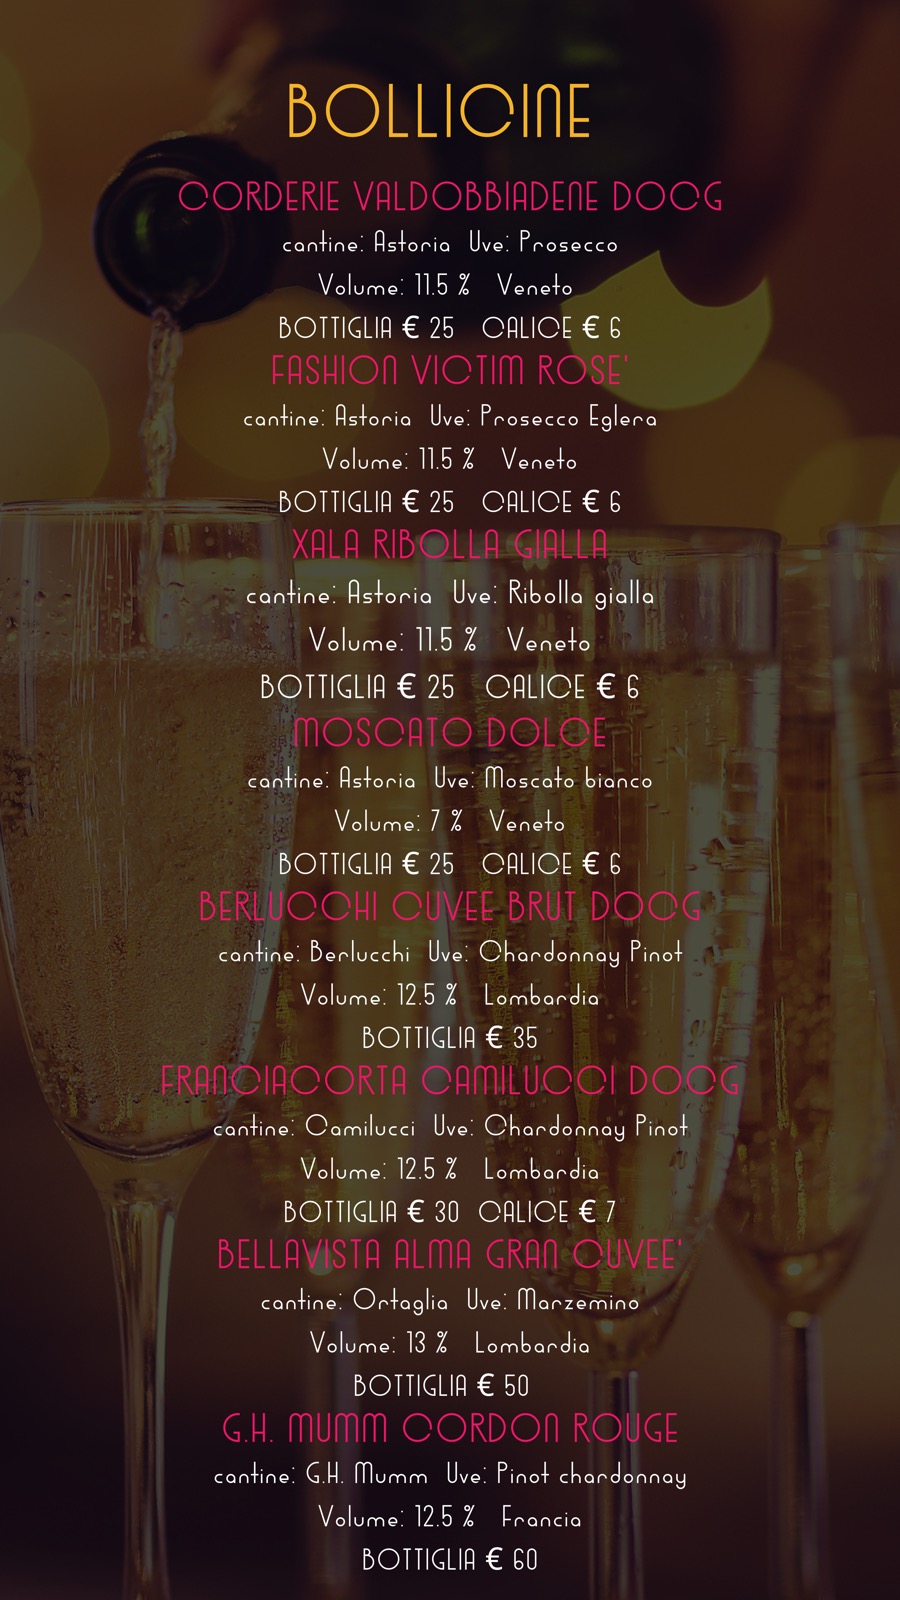 BOLLICINE
CORDERIE VALDOBBIADENE DOCG
cantine: Astoria Uve: Prosecco
Volume: 11.5 % Veneto
BOTTIGLIA € 25 CALICE € 6
FASHION VICTIM ROSE'
cantine: Astoria Uve: Prosecco Eglera
Volume: 11.5 % Veneto
BOTTIGLIA € 25 CALICE € 6
XALA RIBOLLA GIALLA
cantine: Astoria Uve: Ribolla gialla
Volume: 11.5 % Veneto
BOTTIGLIA € 25 CALICE € 6
MOSCATO DOLCE
cantine: Astoria Uve: Moscato bianco
Volume: 7 % Veneto
BOTTIGLIA € 25 CALICE € 6
BERLUCCHI CUVEE BRUT DOCG
cantine: Berlucchi Uve: Chardonnay Pinot
Volume: 12.5 % Lombardia
BOTTIGLIA € 35
FRANCIACORTA CAMILUCCI DOCG
cantine: Camilucci Uve: Chardonnay Pinot
Volume: 12.5 % Lombardia
BOTTIGLIA € 30 CALICE € 7
BELLAVISTA ALMA GRAN CUVEE'
cantine: Ortaglia Uve: Marzemino
Volume: 13 % Lombardia
BOTTIGLIA € 50
G.H. MUMM CORDON ROUGE
cantine: G.H. Mumm Uve: Pinot chardonnay
Volume: 12.5 % Francia
BOTTIGLIA € 60